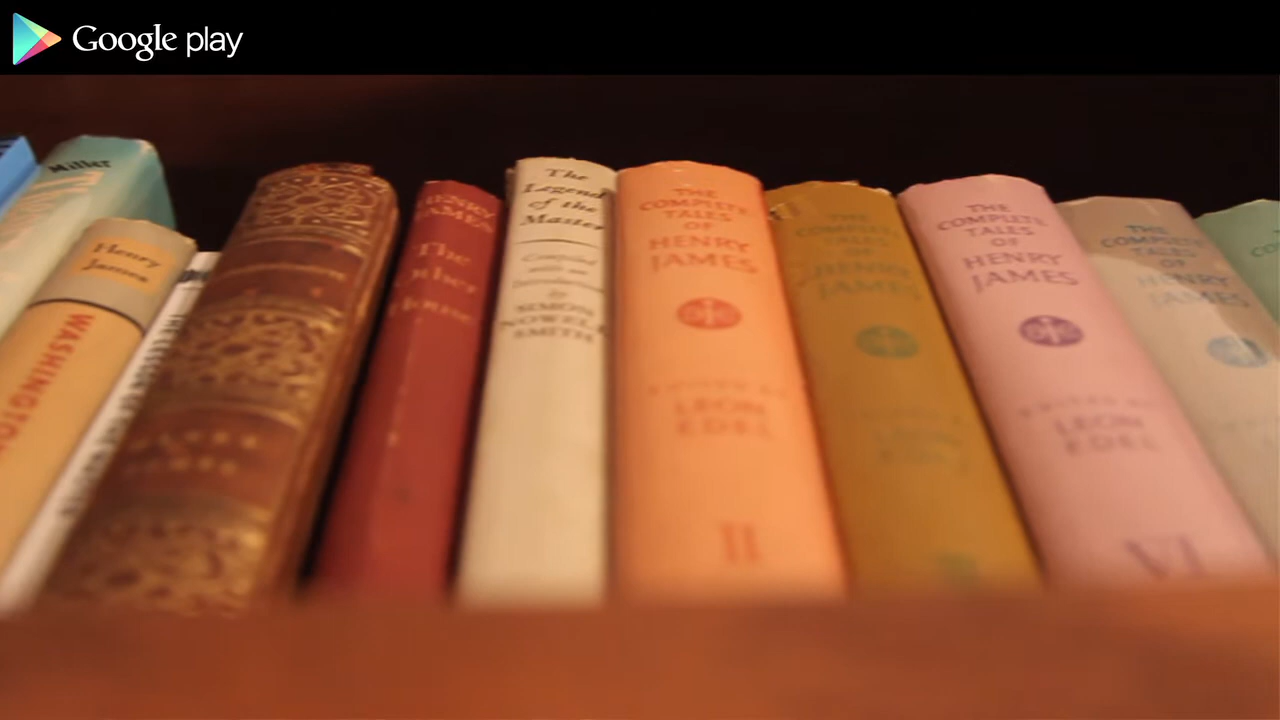 Google play
Miller
Henry
James
WASHINGTON
HENRY
JAMES
The
Other
House
The
Legend
of the
Master
Compiled
with an
Introduction
by
SIMON
NOWELL
SMITH
THE
COMPLETE
TALES
OF
HENRY
JAMES
EDITED BY
LEON
EDEL
II
THE
COMPLETE
TALES
OF
HENRY
JAMES
THE
COMPLETE
TALES
OF
HENRY
JAMES
EDITED BY
LEON
EDEL
VI
THE
COMPLETE
TALES
OF
HENRY
JAMES